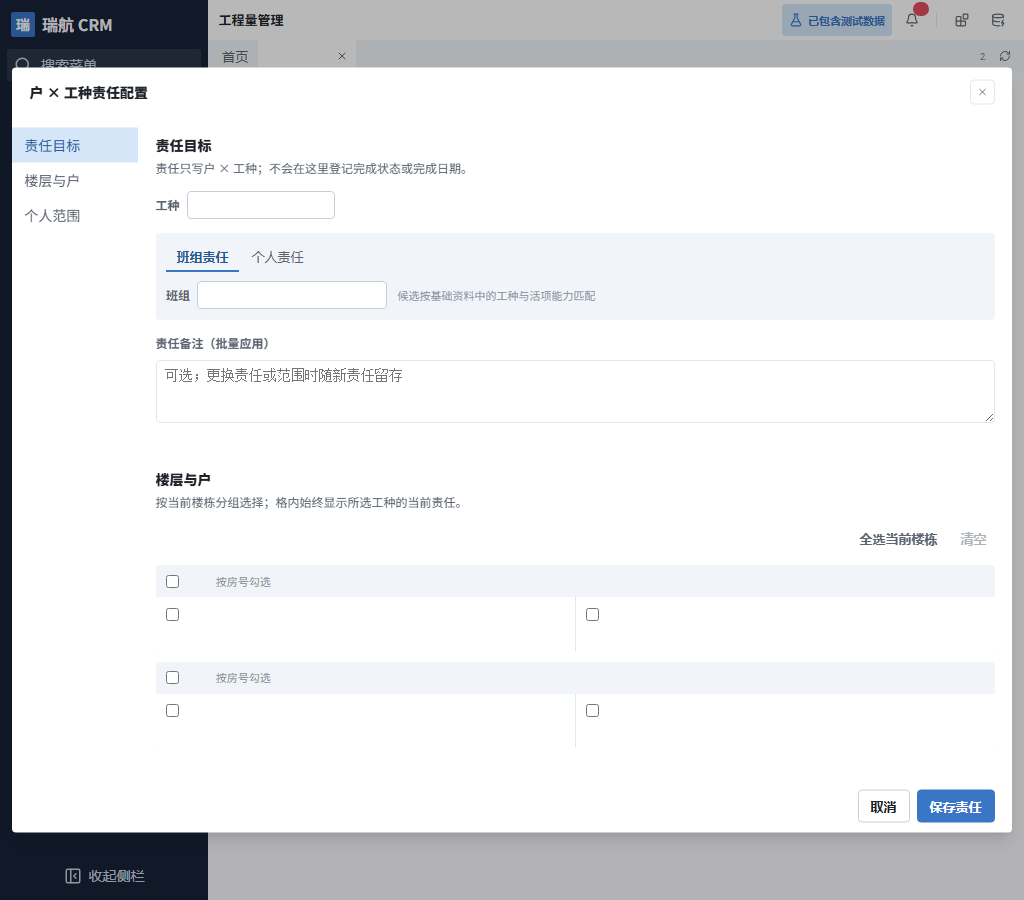 瑞 瑞航 CRM
工程量管理
已包含测试数据
搜索菜单
首页
2
户 × 工种责任配置
责任目标
楼层与户
个人范围
责任目标
责任只写户 × 工种；不会在这里登记完成状态或完成日期。
工种
班组责任
个人责任
班组
候选按基础资料中的工种与活项能力匹配
责任备注（批量应用）
可选；更换责任或范围时随新责任留存
楼层与户
按当前楼栋分组选择；格内始终显示所选工种的当前责任。
全选当前楼栋
清空
按房号勾选
按房号勾选
取消
保存责任
收起侧栏